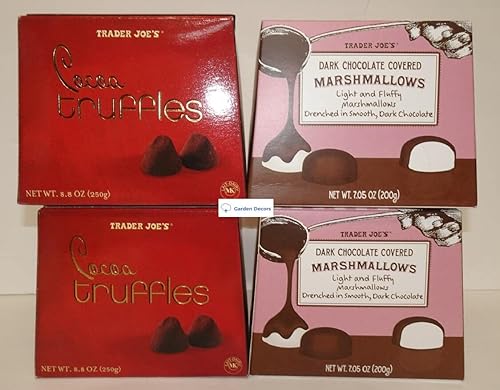 TRADER JOE'S
Cocoa
truffles
NET WT. 8.8 OZ (250g)
TRADER JOE'S
DARK CHOCOLATE COVERED
MARSHMALLOWS
Light and Fluffy
Marshmallows
Drenched in Smooth, Dark Chocolate
NET WT. 7.05 OZ (200g)
Garden Decors
TRADER JOE'S
Cocoa
truffles
NET WT. 8.8 OZ (250g)
TRADER JOE'S
DARK CHOCOLATE COVERED
MARSHMALLOWS
Light and Fluffy
Marshmallows
Drenched in Smooth, Dark Chocolate
NET WT. 7.05 OZ (200g)